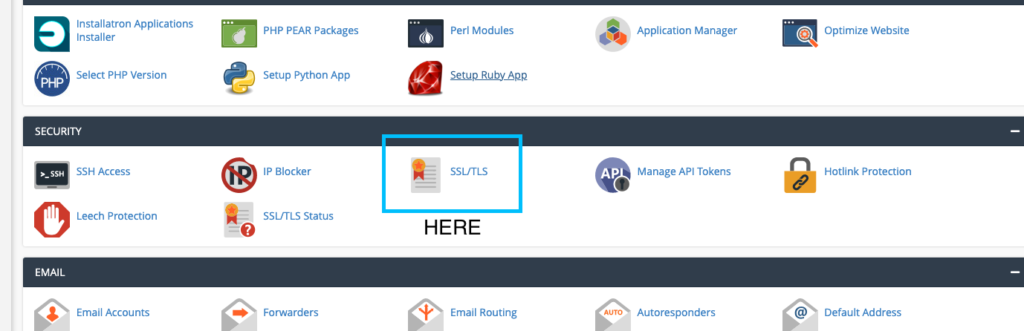 Installatron Applications
Installer
PHP PEAR Packages
Perl Modules
Application Manager
Optimize Website
PHP
Select PHP Version
Setup Python App
Setup Ruby App
SECURITY
>_SSH
SSH Access
IP
IP Blocker
SSL/TLS
API
Manage API Tokens
Hotlink Protection
Leech Protection
?
SSL/TLS Status
HERE
EMAIL
Email Accounts
Forwarders
Email Routing
AUTO
Autoresponders
@
Default Address